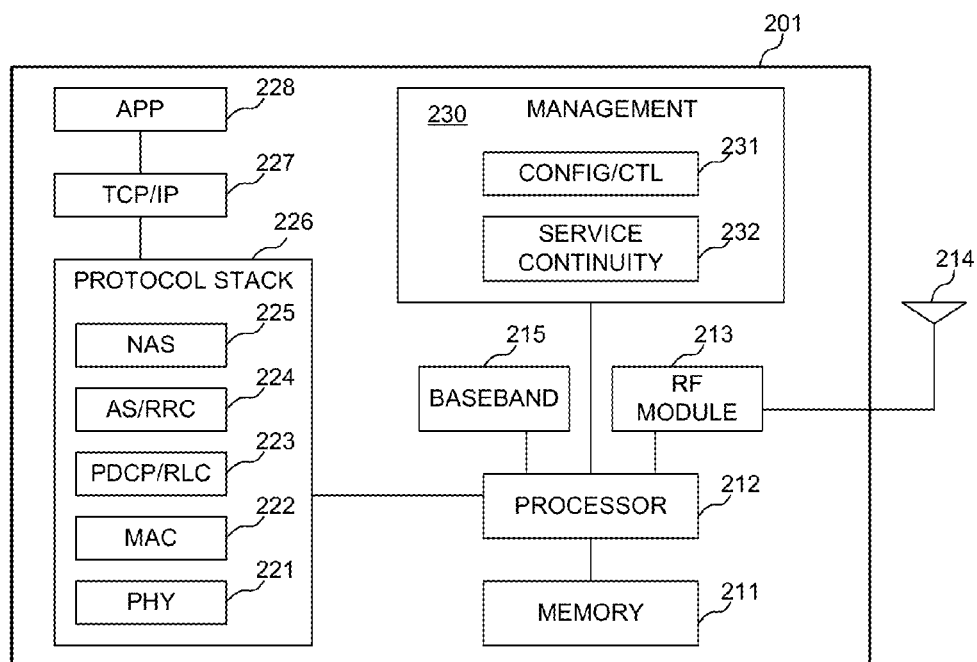 201
APP
228
TCP/IP
227
226
PROTOCOL STACK
NAS
225
AS/RRC
224
PDCP/RLC
223
MAC
222
PHY
221
230
MANAGEMENT
CONFIG/CTL
231
SERVICE
CONTINUITY
232
214
215
BASEBAND
213
RF
MODULE
PROCESSOR
212
MEMORY
211